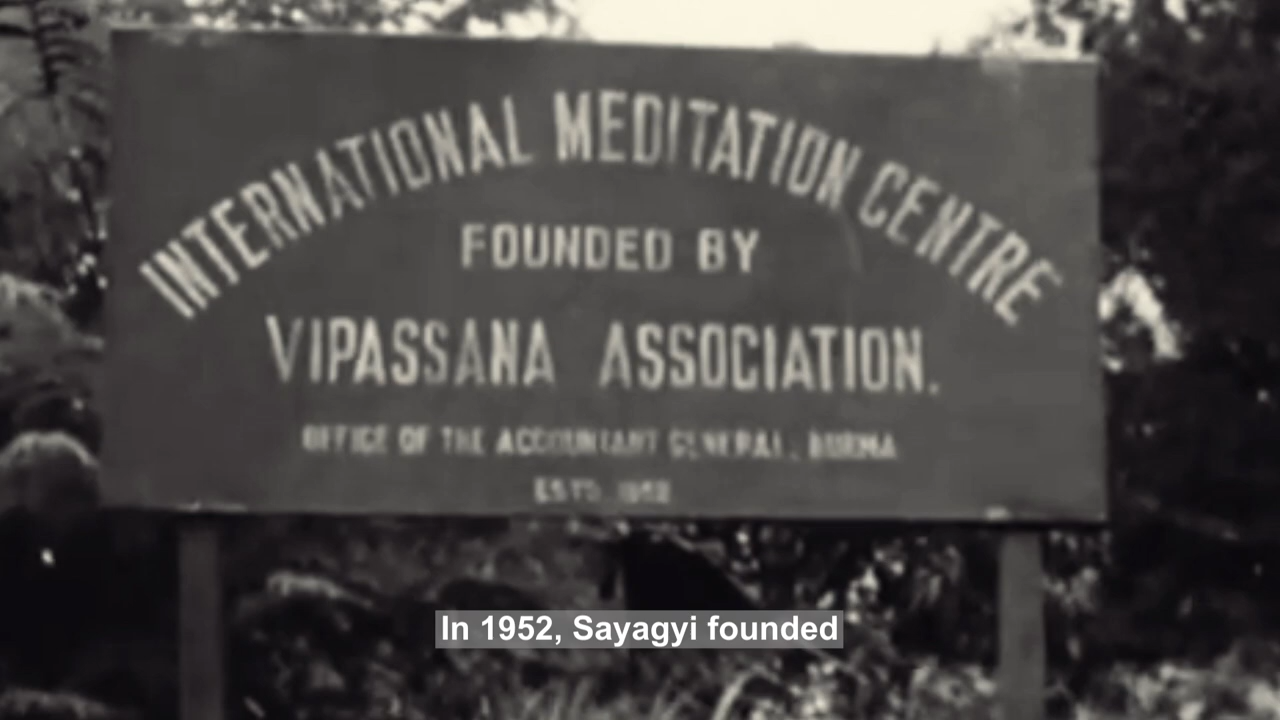 INTERNATIONAL MEDITATION CENTRE
FOUNDED BY
VIPASSANA ASSOCIATION.
OFFICE OF THE ACCOUNTANT GENERAL, BURMA
ESTD. 1952
In 1952, Sayagyi founded